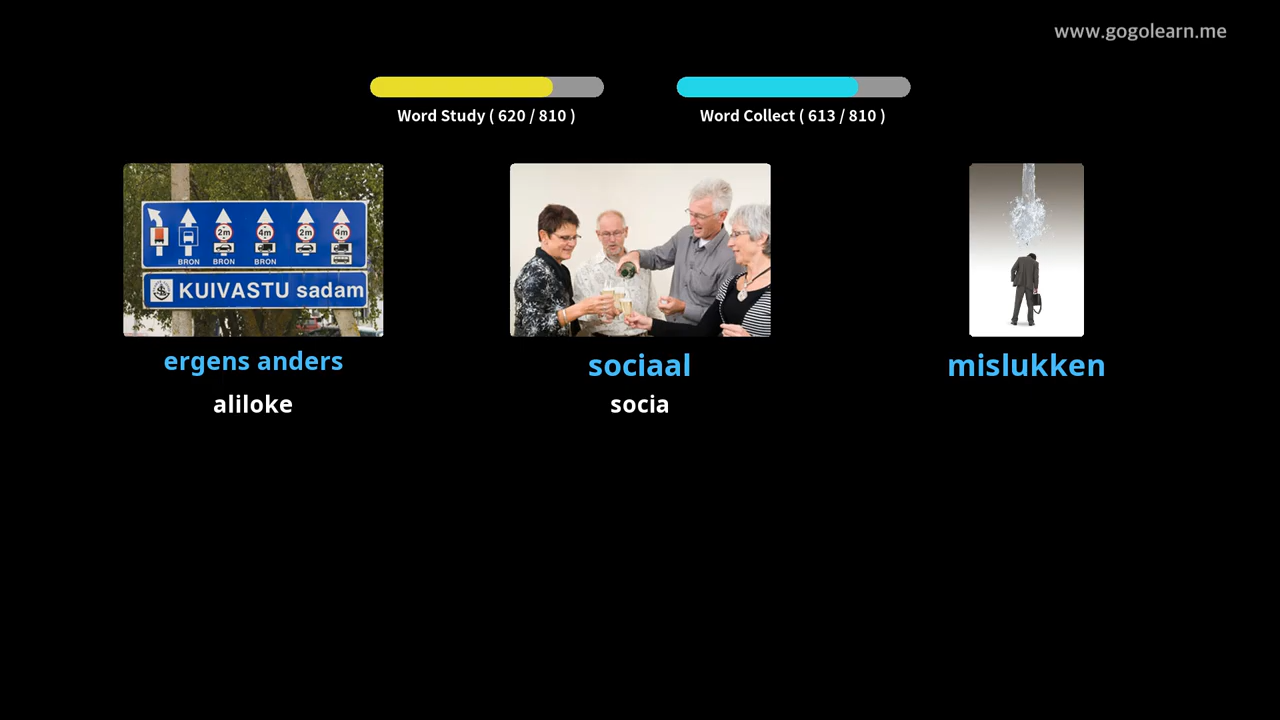 www.gogolearn.me
Word Study ( 620 / 810 )
Word Collect ( 613 / 810 )
2m 4m 2m 4m
BRON BRON BRON
KUIVASTU sadam
ergens anders
sociaal
mislukken
aliloke
socia